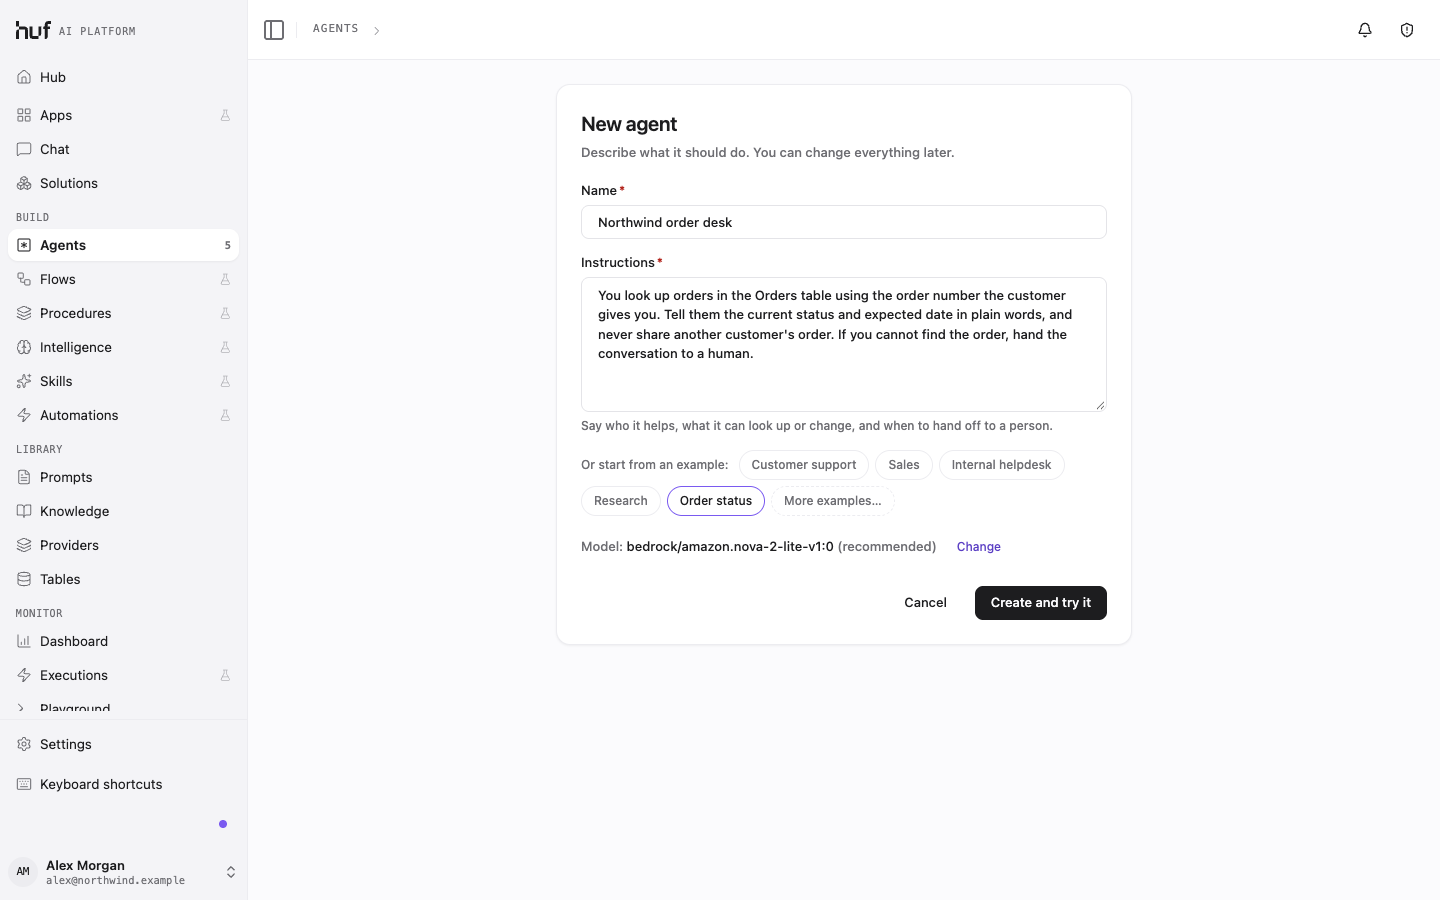 huf AI PLATFORM
Hub
Apps
Chat
Solutions
BUILD
Agents 5
Flows
Procedures
Intelligence
Skills
Automations
LIBRARY
Prompts
Knowledge
Providers
Tables
MONITOR
Dashboard
Executions
Playground
Settings
Keyboard shortcuts
AM
Alex Morgan
alex@northwind.example
AGENTS
New agent
Describe what it should do. You can change everything later.
Name*
Northwind order desk
Instructions*
You look up orders in the Orders table using the order number the customer
gives you. Tell them the current status and expected date in plain words, and
never share another customer's order. If you cannot find the order, hand the
conversation to a human.
Say who it helps, what it can look up or change, and when to hand off to a person.
Or start from an example: Customer support Sales Internal helpdesk
Research Order status More examples...
Model: bedrock/amazon.nova-2-lite-v1:0 (recommended) Change
Cancel Create and try it